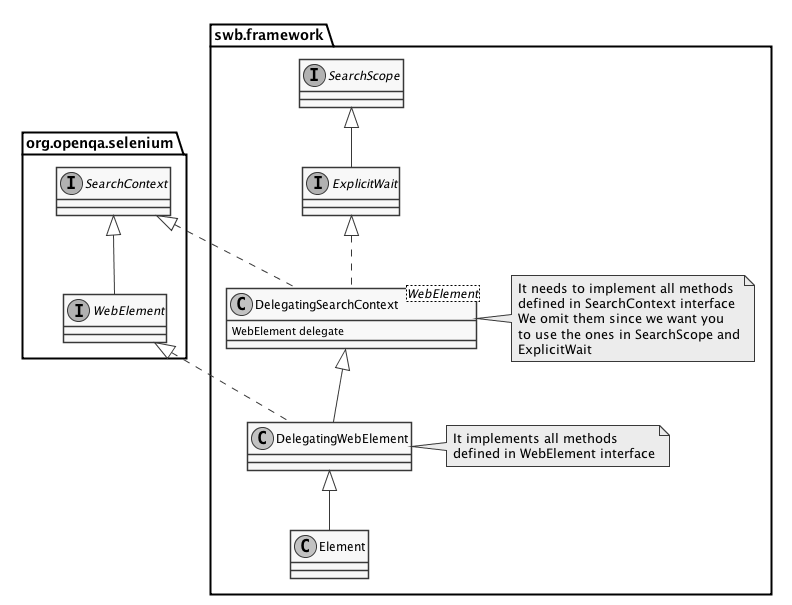 swb.framework
I SearchScope
org.openqa.selenium
I SearchContext
I ExplicitWait
I WebElement
C DelegatingSearchContext WebElement
WebElement delegate
It needs to implement all methods
defined in SearchContext interface
We omit them since we want you
to use the ones in SearchScope and
ExplicitWait
C DelegatingWebElement
It implements all methods
defined in WebElement interface
C Element